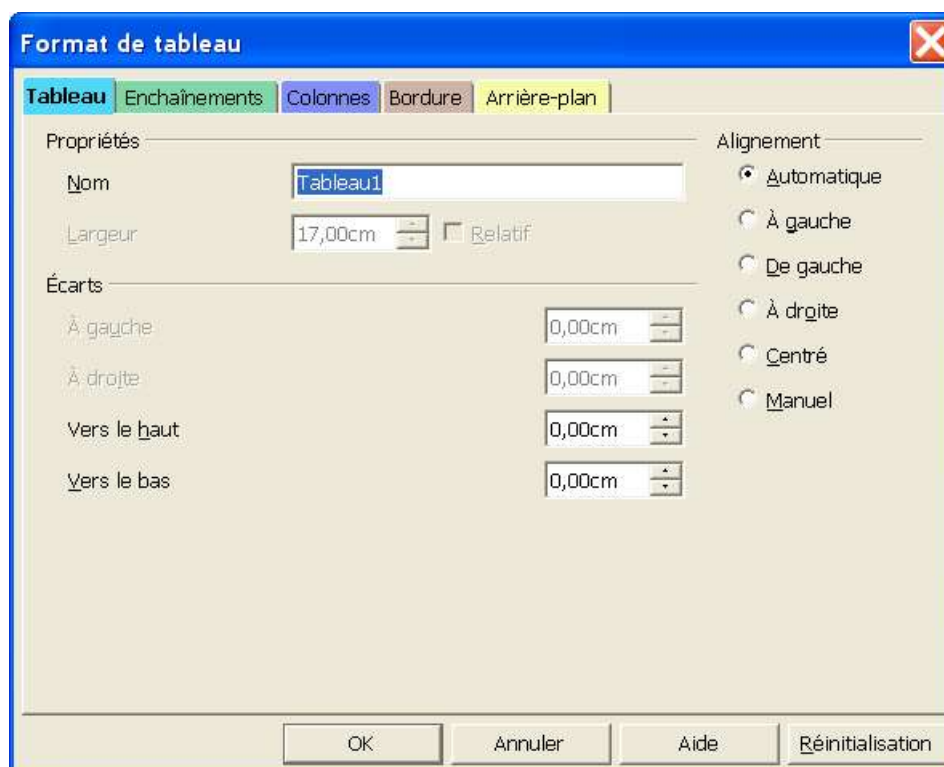 Format de tableau
Tableau Enchaînements Colonnes Bordure Arrière-plan
Propriétés
Nom Tableau1
Largeur 17,00cm Relatif
Écarts
À gauche 0,00cm
À droite 0,00cm
Vers le haut 0,00cm
Vers le bas 0,00cm
Alignement
Automatique
À gauche
De gauche
À droite
Centré
Manuel
OK Annuler Aide Réinitialisation